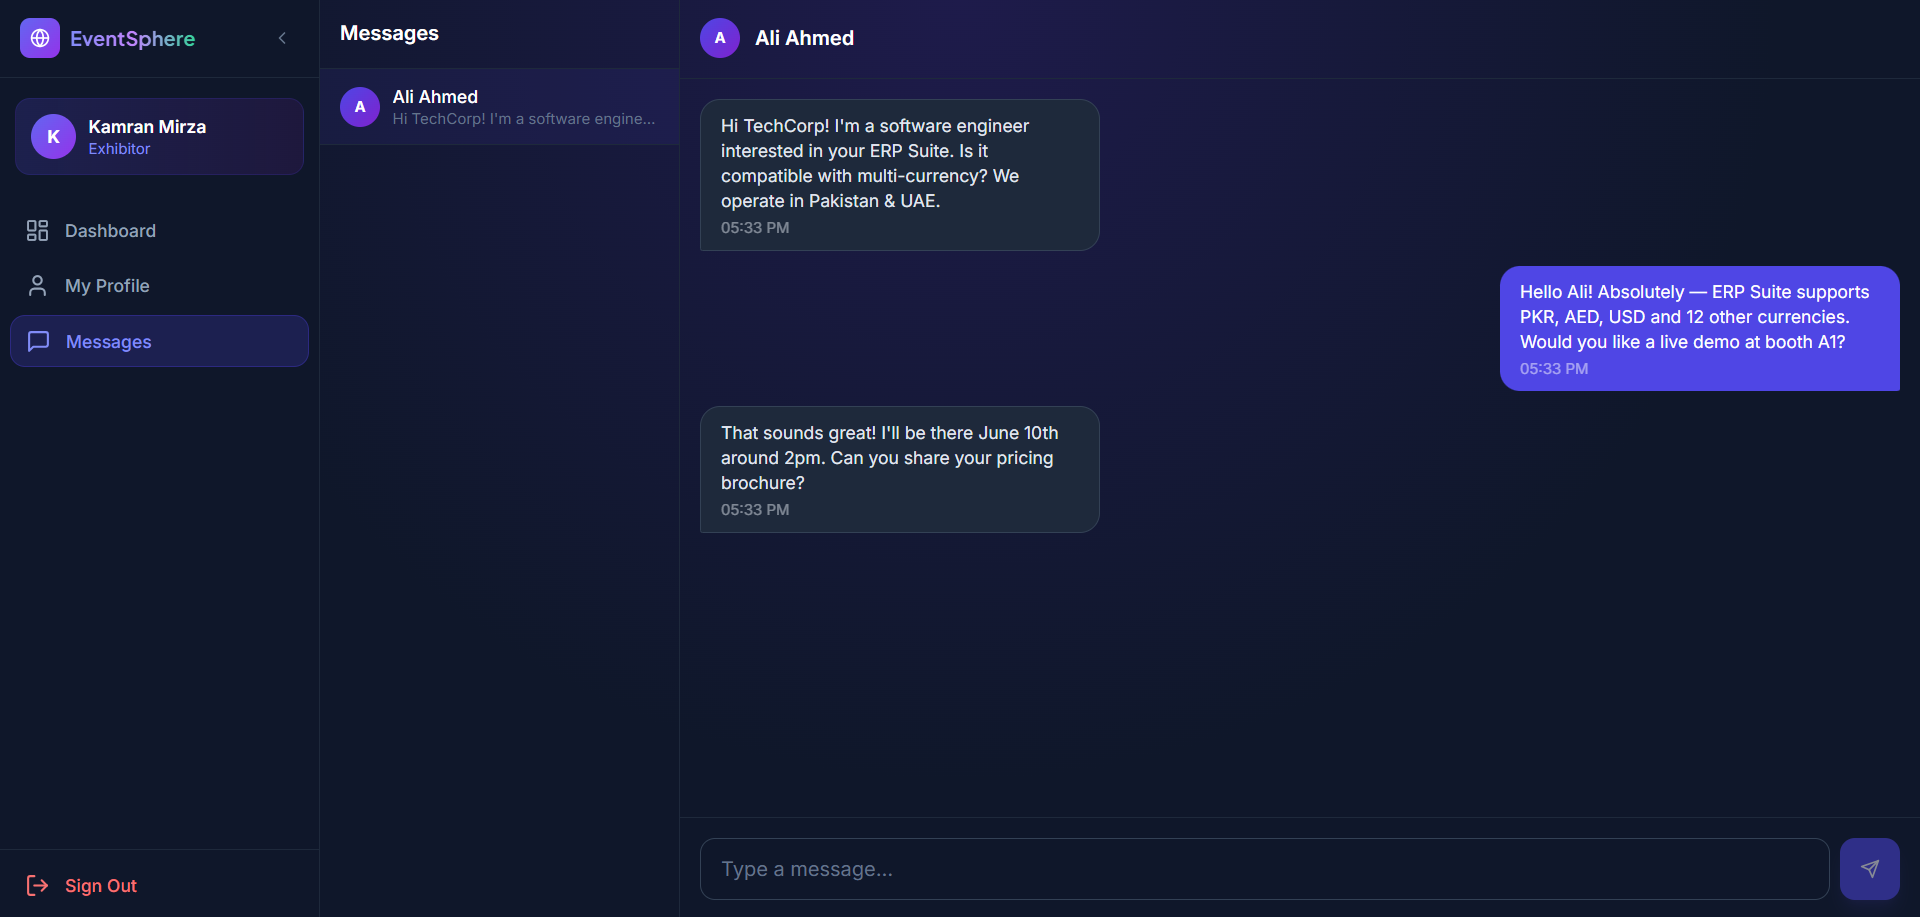 EventSphere
K
Kamran Mirza
Exhibitor
Dashboard
My Profile
Messages
Sign Out
Messages
A
Ali Ahmed
Hi TechCorp! I'm a software engine...
A
Ali Ahmed
Hi TechCorp! I'm a software engineer
interested in your ERP Suite. Is it
compatible with multi-currency? We
operate in Pakistan & UAE.
05:33 PM
Hello Ali! Absolutely — ERP Suite supports
PKR, AED, USD and 12 other currencies.
Would you like a live demo at booth A1?
05:33 PM
That sounds great! I'll be there June 10th
around 2pm. Can you share your pricing
brochure?
05:33 PM
Type a message...